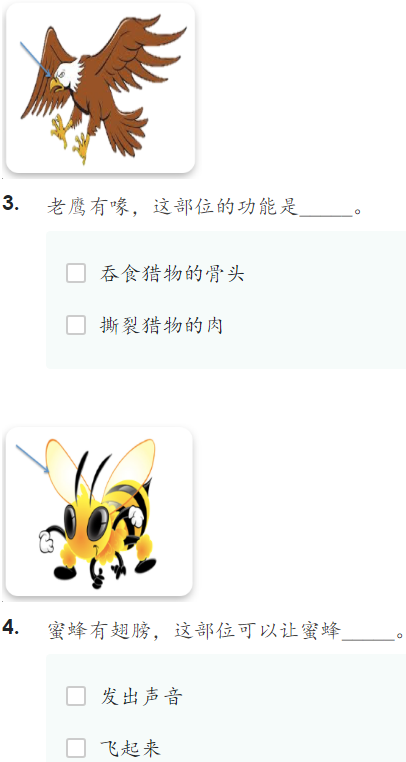 3. 老鹰有喙，这部位的功能是_____。
吞食猎物的骨头
撕裂猎物的肉
4. 蜜蜂有翅膀，这部位可以让蜜蜂_____。
发出声音
飞起来